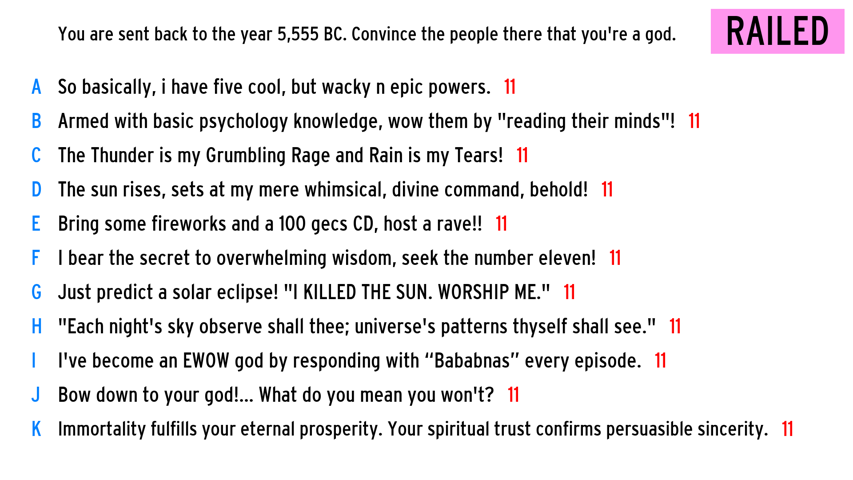 You are sent back to the year 5,555 BC. Convince the people there that you're a god.
RAILED
A So basically, i have five cool, but wacky n epic powers. 11
B Armed with basic psychology knowledge, wow them by "reading their minds"! 11
C The Thunder is my Grumbling Rage and Rain is my Tears! 11
D The sun rises, sets at my mere whimsical, divine command, behold! 11
E Bring some fireworks and a 100 gecs CD, host a rave!! 11
F I bear the secret to overwhelming wisdom, seek the number eleven! 11
G Just predict a solar eclipse! "I KILLED THE SUN. WORSHIP ME." 11
H "Each night's sky observe shall thee; universe's patterns thyself shall see." 11
I I've become an EWOW god by responding with “Bababnas” every episode. 11
J Bow down to your god!... What do you mean you won't? 11
K Immortality fulfills your eternal prosperity. Your spiritual trust confirms persuasible sincerity. 11